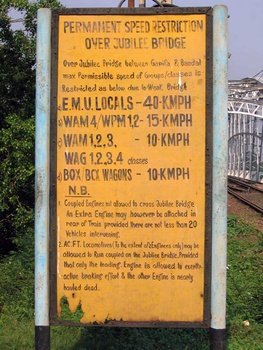 PERMANENT SPEED RESTRICTION
OVER JUBILEE BRIDGE
Over Jubilee bridge between Garifa & Bandel
max Permissible speed of Groups/classes is
Restricted as below due to Weak Bridge
E.M.U. LOCALS - 40 KMPH
WAM 4/WPM 1,2 - 15 KMPH
WAM 1,2,3, - 10 KMPH
WAG 1,2,3,4 classes
BOX BCX WAGONS - 10 KMPH
N.B.
1. Coupled Engines not allowed to cross Jubilee Bridge
An Extra Engine may however be attached in
rear of Train provided there are not less than 20
Vehicles intervening.
2. AC.F.T. Locomotives (To the extent of 2 Engines only) may be
allowed to Run coupled on the Jubilee Bridge. Provided
that only the leading Engine is allowed to exert
active braking effort & the other Engine is merely
hauled dead.